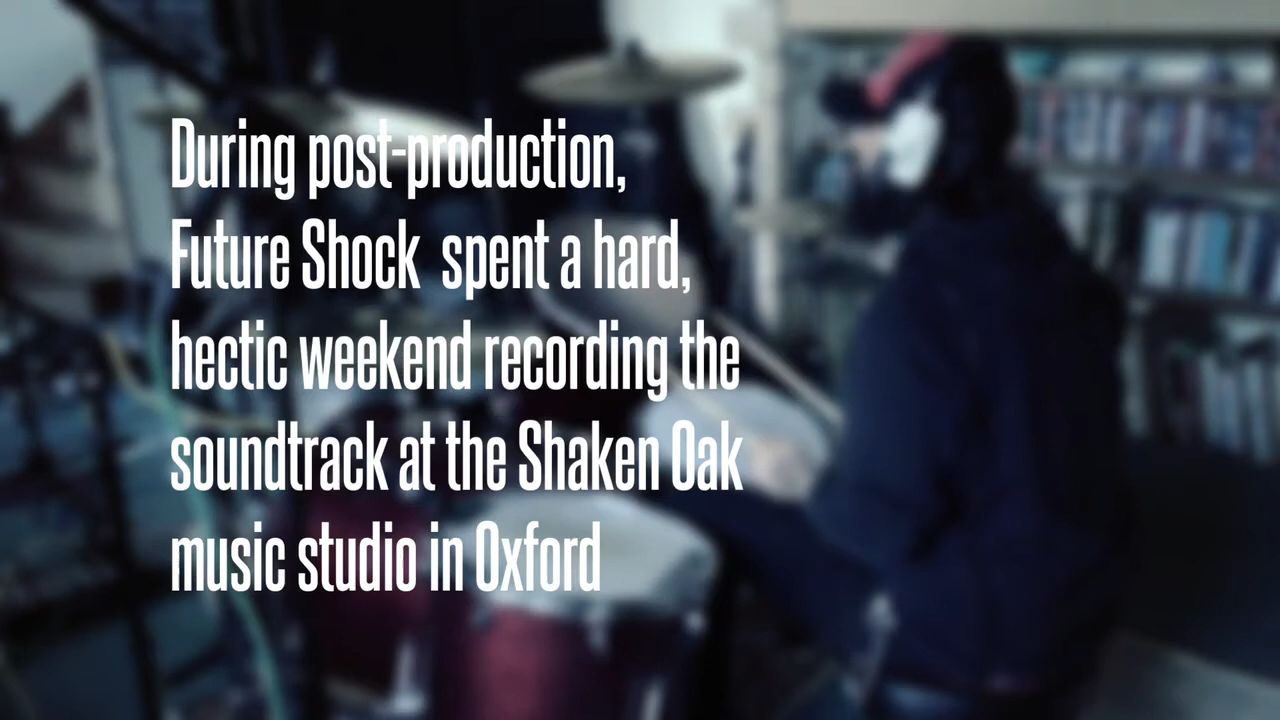 During post-production,
Future Shock  spent a hard,
hectic weekend recording the
soundtrack at the Shaken Oak
music studio in Oxford